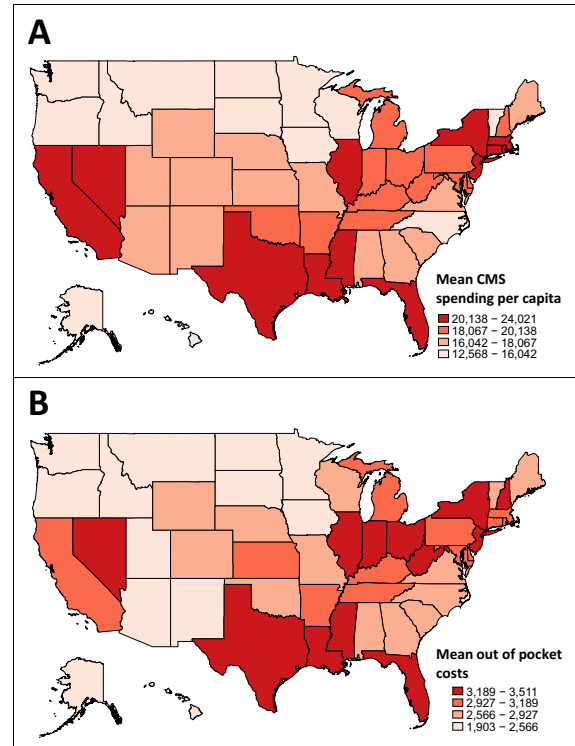 A
Mean CMS
spending per capita
20,138 – 24,021
18,067 – 20,138
16,042 – 18,067
12,568 – 16,042
B
Mean out of pocket
costs
3,189 – 3,511
2,927 – 3,189
2,566 – 2,927
1,903 – 2,566